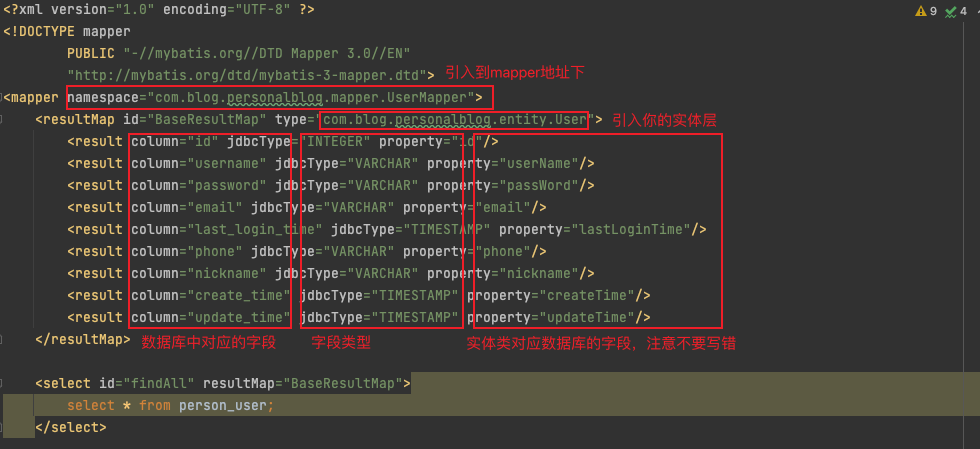 <?xml version="1.0" encoding="UTF-8" ?>
9 4
<!DOCTYPE mapper
PUBLIC "-//mybatis.org//DTD Mapper 3.0//EN"
"http://mybatis.org/dtd/mybatis-3-mapper.dtd"> 引入到mapper地址下
<mapper namespace="com.blog.personalblog.mapper.UserMapper">
<resultMap id="BaseResultMap" type="com.blog.personalblog.entity.User"> 引入你的实体层
<result column="id" jdbcType="INTEGER" property="id"/>
<result column="username" jdbcType="VARCHAR" property="userName"/>
<result column="password" jdbcType="VARCHAR" property="passWord"/>
<result column="email" jdbcType="VARCHAR" property="email"/>
<result column="last_login_time" jdbcType="TIMESTAMP" property="lastLoginTime"/>
<result column="phone" jdbcType="VARCHAR" property="phone"/>
<result column="nickname" jdbcType="VARCHAR" property="nickname"/>
<result column="create_time" jdbcType="TIMESTAMP" property="createTime"/>
<result column="update_time" jdbcType="TIMESTAMP" property="updateTime"/>
</resultMap> 数据库中对应的字段 字段类型 实体类对应数据库的字段，注意不要写错
<select id="findAll" resultMap="BaseResultMap">
select * from person_user;
</select>